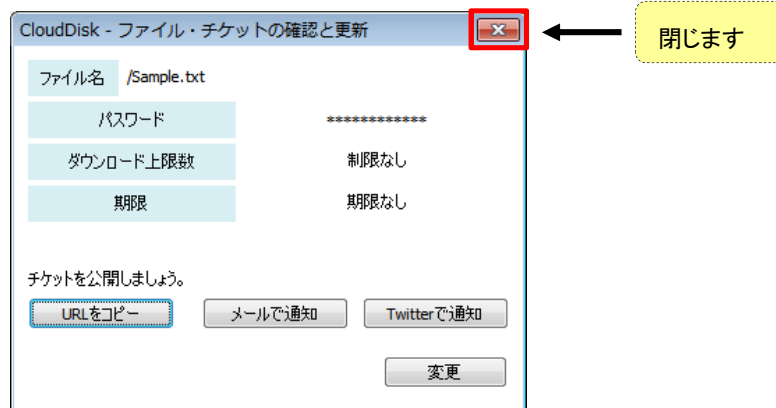 CloudDisk - ファイル・チケットの確認と更新
閉じます
ファイル名 /Sample.txt
パスワード ************
ダウンロード上限数 制限なし
期限 期限なし
チケットを公開しましょう。
URLをコピー メールで通知 Twitterで通知
変更